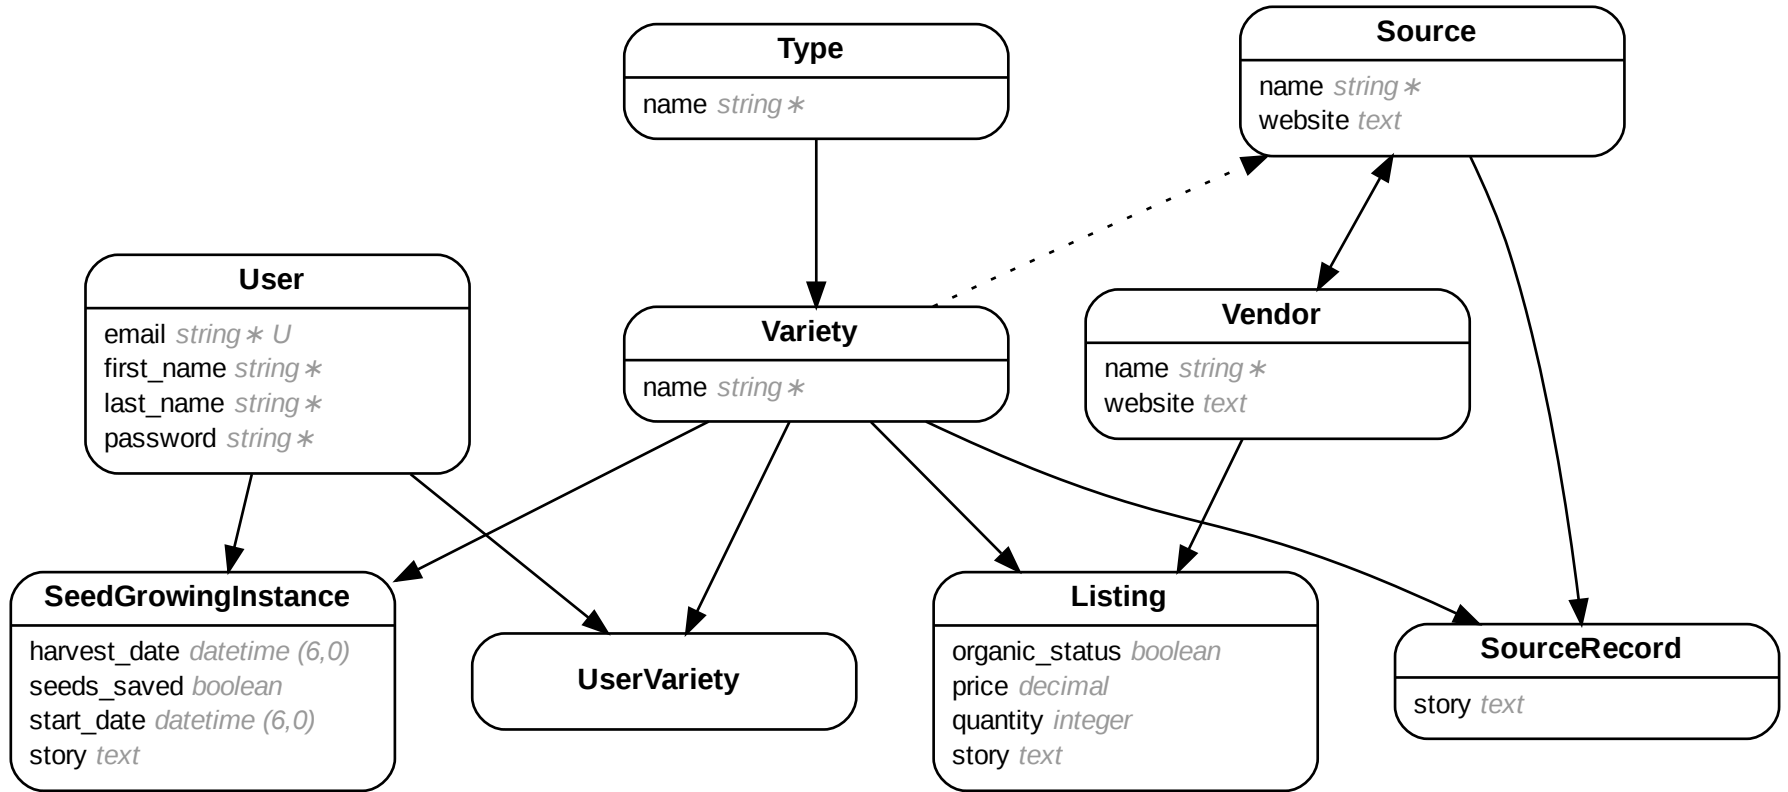 Type
name string∗
Source
name string∗
website text
User
email string∗ U
first_name string∗
last_name string∗
password string∗
Variety
name string∗
Vendor
name string∗
website text
SeedGrowingInstance
harvest_date datetime (6,0)
seeds_saved boolean
start_date datetime (6,0)
story text
UserVariety
Listing
organic_status boolean
price decimal
quantity integer
story text
SourceRecord
story text